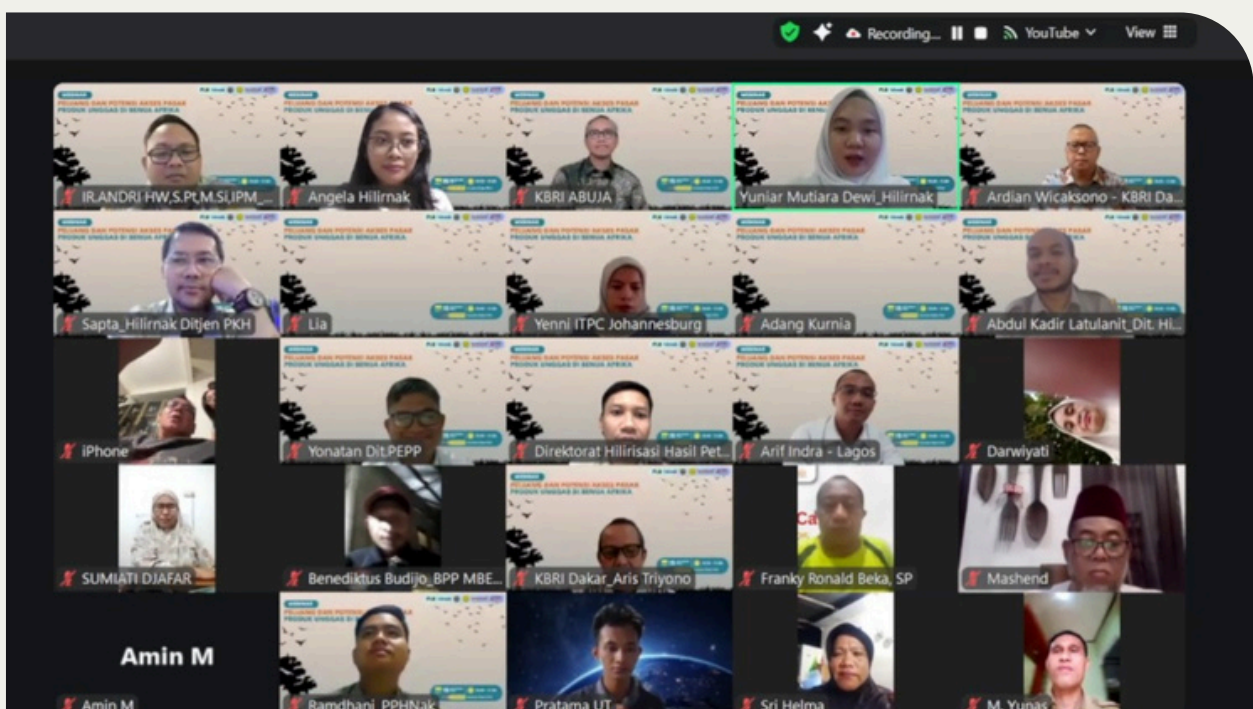 Recording...
YouTube
View
WEBINAR
PELUANG DAN POTENSI AKSES PASAR
PRODUK UNGGAS DI BENUA AFRIKA
IR.ANDRI HW,S.Pt,M.Si,IPM_...
Angela Hilirnak
KBRI ABUJA
Yuniar Mutiara Dewi_Hilirnak
Ardian Wicaksono - KBRI Da...
Sapta_Hilirnak Ditjen PKH
Lia
Yenni ITPC Johannesburg
Adang Kurnia
Abdul Kadir Latulanit_Dit. Hi...
iPhone
Yonatan Dit.PEPP
Direktorat Hilirisasi Hasil Pet...
Arif Indra - Lagos
Darwiyati
SUMIATI DJAFAR
Benediktus Budijo_BPP MBE...
KBRI Dakar_Aris Triyono
Franky Ronald Beka, SP
Mashend
Amin M
Amin M
Ramdhani_PPHNak
Pratama UT
Sri Helma
M. Yunas